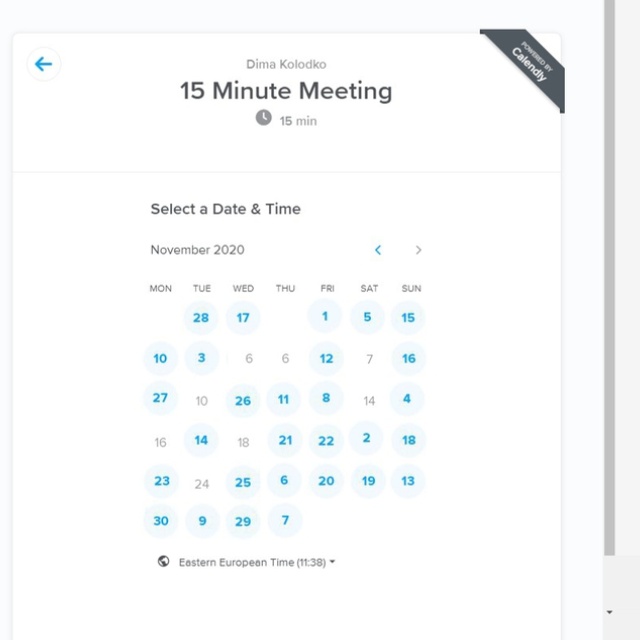 POWERED BY
Calendly
Dima Kolodko
15 Minute Meeting
15 min
Select a Date & Time
November 2020
MON TUE WED THU FRI SAT SUN
28 17 1 5 15
10 3 6 6 12 7 16
27 10 26 11 8 14 4
16 14 18 21 22 2 18
23 24 25 6 20 19 13
30 9 29 7
Eastern European Time (11:38)